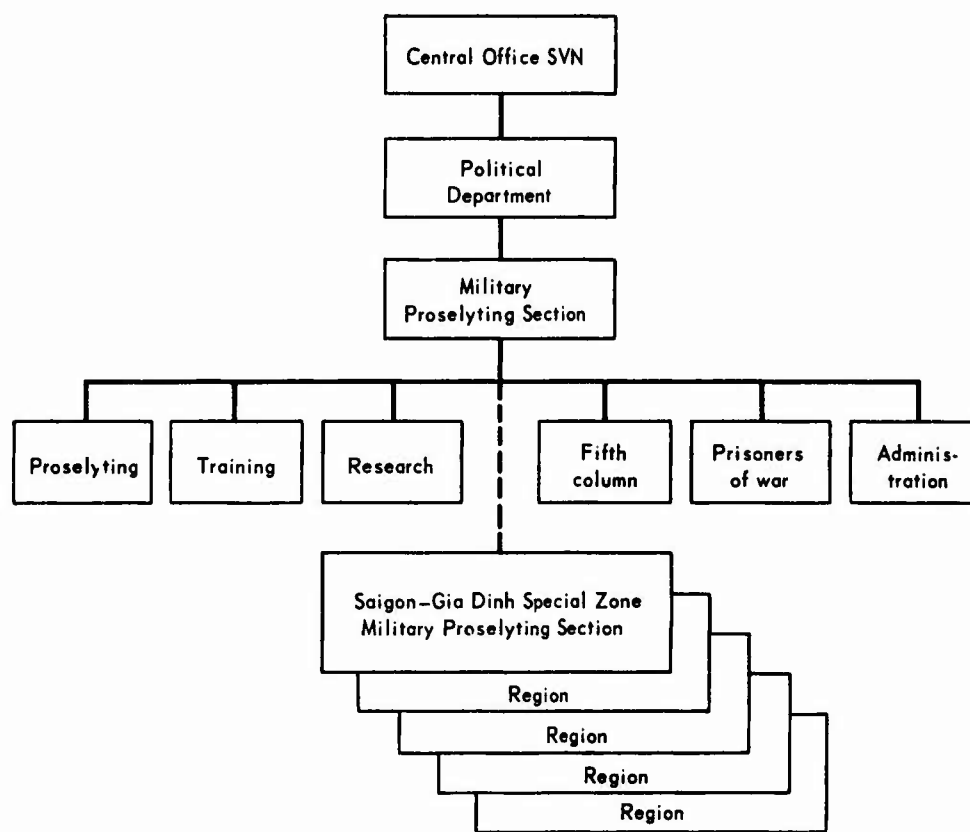 Central Office SVN
Political
Department
Military
Proselyting Section
Proselyting
Training
Research
Fifth
column
Prisoners
of war
Adminis-
tration
Saigon–Gia Dinh Special Zone
Military Proselyting Section
Region
Region
Region
Region